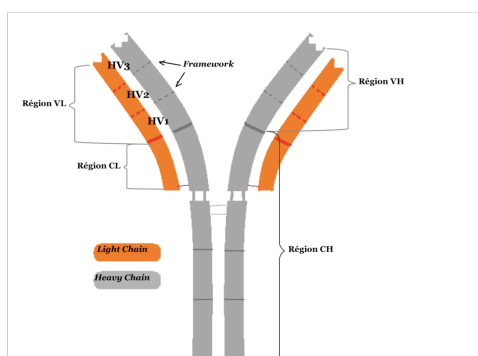 HV3
Framework
Région VH
HV2
Région VL
HV1
Région CL
Light Chain
Région CH
Heavy Chain